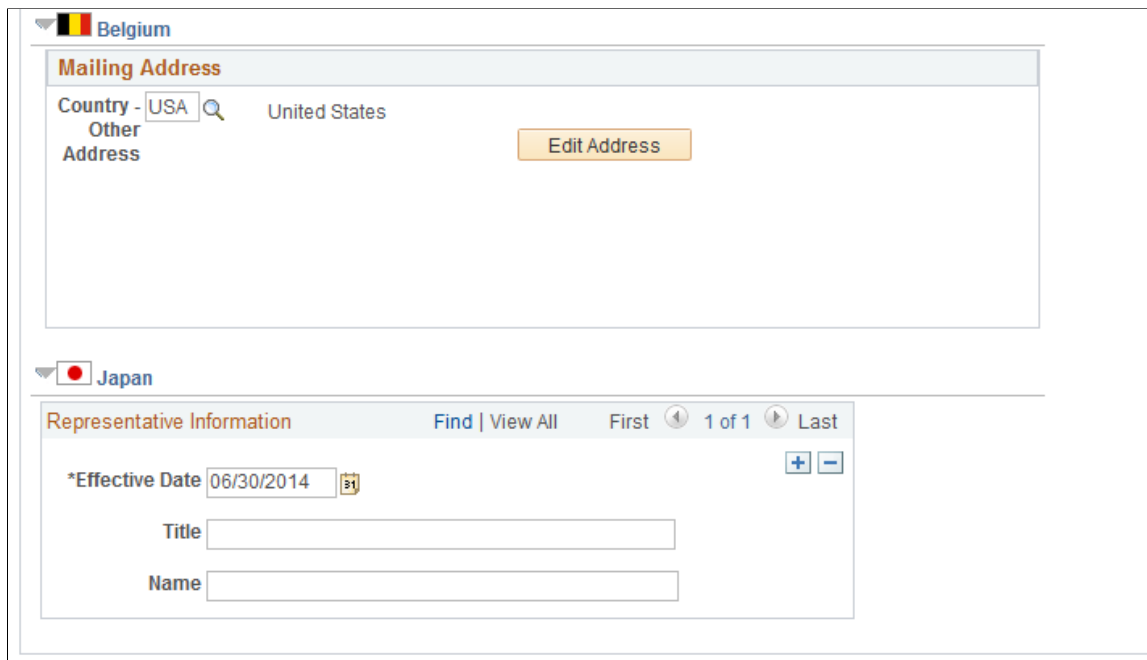 Belgium
Mailing Address
Country - USA United States
Other
Address
Edit Address
Japan
Representative Information Find | View All First 1 of 1 Last
*Effective Date 06/30/2014 31
Title
Name